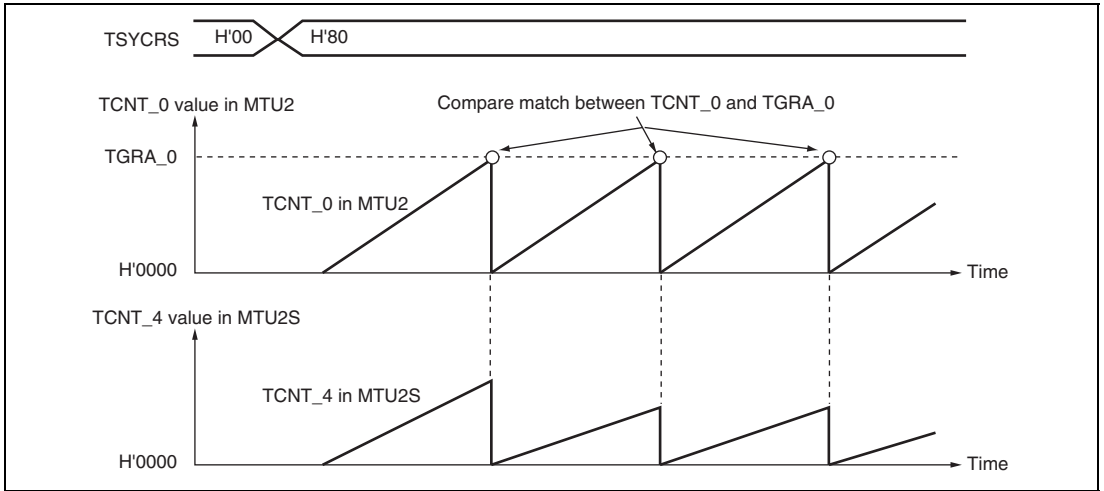 TSYCRS H'00 H'80
TCNT_0 value in MTU2
Compare match between TCNT_0 and TGRA_0
TGRA_0
TCNT_0 in MTU2
H'0000
Time
TCNT_4 value in MTU2S
TCNT_4 in MTU2S
H'0000
Time